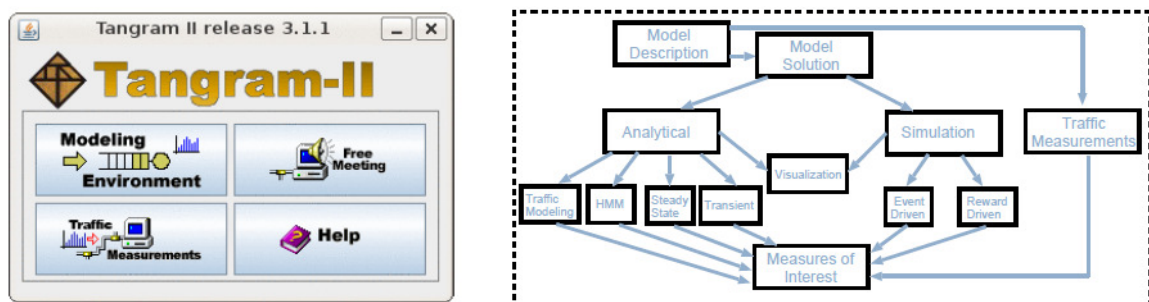 Tangram II release 3.1.1
Tangram-II
Modeling
Environment
Free
Meeting
Traffic
Measurements
Help
Model
Description
Model
Solution
Analytical
Simulation
Traffic
Measurements
Visualization
Traffic
Modeling
HMM
Steady
State
Transient
Event
Driven
Reward
Driven
Measures of
Interest